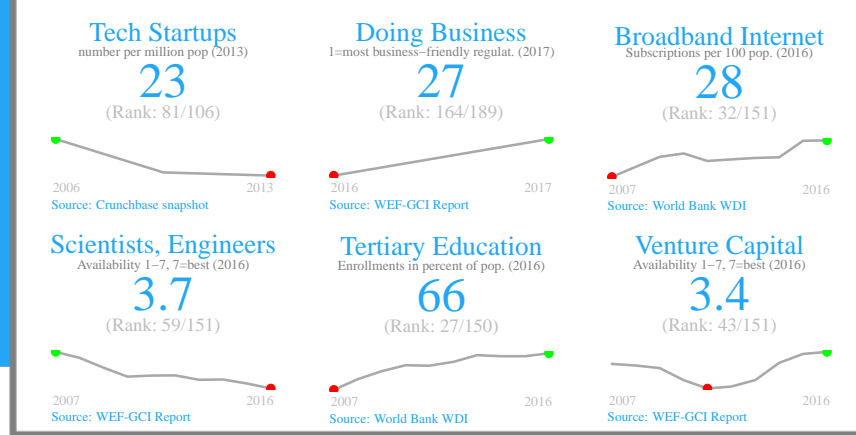 Tech Startups
number per million pop (2013)
23
(Rank: 81/106)
2006 2013
Source: Crunchbase snapshot
Doing Business
1=most business−friendly regulat. (2017)
27
(Rank: 164/189)
2016 2017
Source: WEF-GCI Report
Broadband Internet
Subscriptions per 100 pop. (2016)
28
(Rank: 32/151)
2007 2016
Source: World Bank WDI
Scientists, Engineers
Availability 1−7, 7=best (2016)
3.7
(Rank: 59/151)
2007 2016
Source: WEF-GCI Report
Tertiary Education
Enrollments in percent of pop. (2016)
66
(Rank: 27/150)
2007 2016
Source: World Bank WDI
Venture Capital
Availability 1−7, 7=best (2016)
3.4
(Rank: 43/151)
2007 2016
Source: WEF-GCI Report